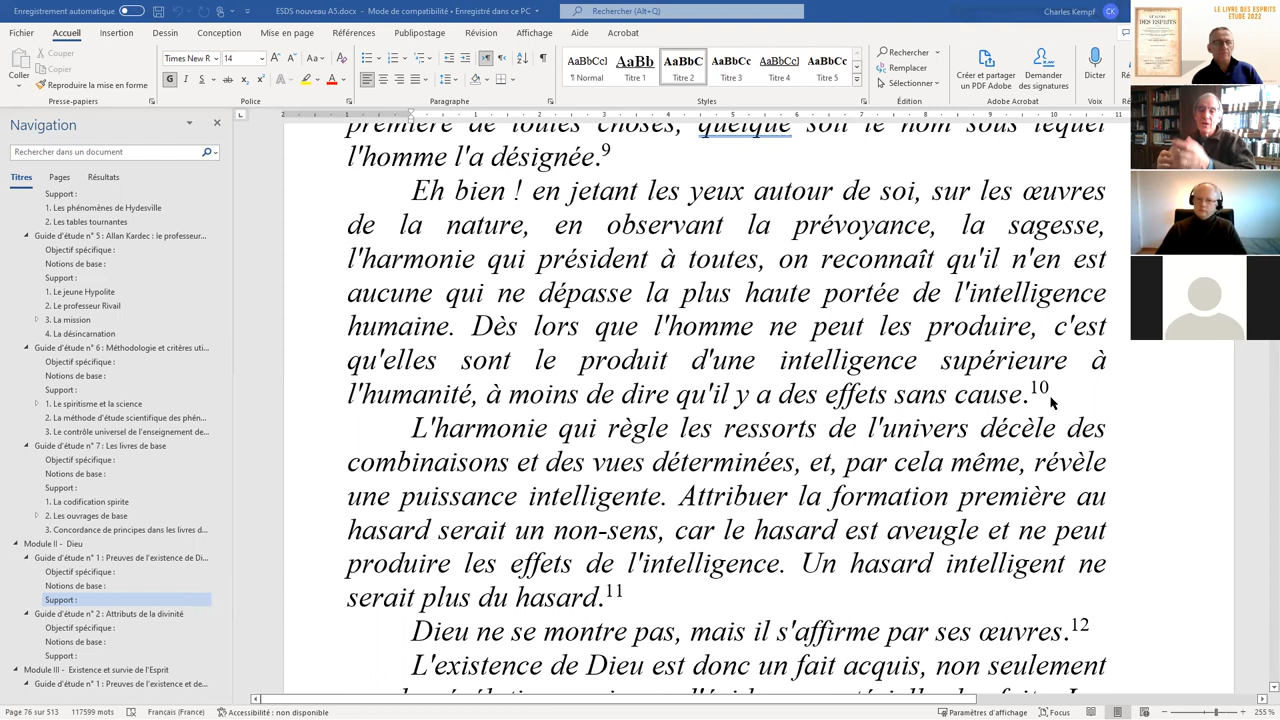 Enregistrement automatique
ESDS nouveau A5.docx - Mode de compatibilité • Enregistré dans ce PC
Rechercher (Alt+Q)
Charles Kempf
CK
Fichier
Accueil
Insertion
Dessin
Conception
Mise en page
Références
Publipostage
Révision
Affichage
Aide
Acrobat
Coller
Couper
Copier
Reproduire la mise en forme
Presse-papiers
Times New R
14
G I S
Police
Paragraphe
AaBbCcI
¶ Normal
AaBb
Titre 1
AaBbC
Titre 2
AaBbCc
Titre 3
AaBbCcI
Titre 4
AaBbCc
Titre 5
Styles
Rechercher
Remplacer
Sélectionner
Édition
Créer et partager
un PDF Adobe
Demander
des signatures
Adobe Acrobat
Dicter
Voix
LE LIVRE DES ESPRITS
ETUDE 2022
Navigation
Rechercher dans un document
Titres
Pages
Résultats
Support :
1. Les phénomènes de Hydesville
2. Les tables tournantes
Guide d'étude n° 5 : Allan Kardec : le professeur...
Objectif spécifique :
Notions de base :
Support :
1. Le jeune Hypolite
2. Le professeur Rivail
3. La mission
4. La désincarnation
Guide d'étude n° 6 : Méthodologie et critères uti...
Objectif spécifique :
Notions de base :
Support :
1. Le spiritisme et la science
2. La méthode d'étude scientifique des phén...
3. Le contrôle universel de l'enseignement de...
Guide d'étude n° 7 : Les livres de base
Objectif spécifique :
Notions de base :
Support :
1. La codification spirite
2. Les ouvrages de base
3. Concordance de principes dans les livres d...
Module II - Dieu
Guide d'étude n° 1 : Preuves de l'existence de Di...
Objectif spécifique :
Notions de base :
Support :
Guide d'étude n° 2 : Attributs de la divinité
Objectif spécifique :
Notions de base :
Support :
Module III - Existence et survie de l'Esprit
Guide d'étude n° 1 : Preuves de l'existence et de...
première de toutes choses, quelque soit le nom sous lequel
l'homme l'a désignée.9
Eh bien ! en jetant les yeux autour de soi, sur les œuvres
de la nature, en observant la prévoyance, la sagesse,
l'harmonie qui président à toutes, on reconnaît qu'il n'en est
aucune qui ne dépasse la plus haute portée de l'intelligence
humaine. Dès lors que l'homme ne peut les produire, c'est
qu'elles sont le produit d'une intelligence supérieure à
l'humanité, à moins de dire qu'il y a des effets sans cause.10
L'harmonie qui règle les ressorts de l'univers décèle des
combinaisons et des vues déterminées, et, par cela même, révèle
une puissance intelligente. Attribuer la formation première au
hasard serait un non-sens, car le hasard est aveugle et ne peut
produire les effets de l'intelligence. Un hasard intelligent ne
serait plus du hasard.11
Dieu ne se montre pas, mais il s'affirme par ses œuvres.12
L'existence de Dieu est donc un fait acquis, non seulement
Page 76 sur 513
117599 mots
Français (France)
Accessibilité : non disponible
Paramètres d'affichage
Focus
255 %